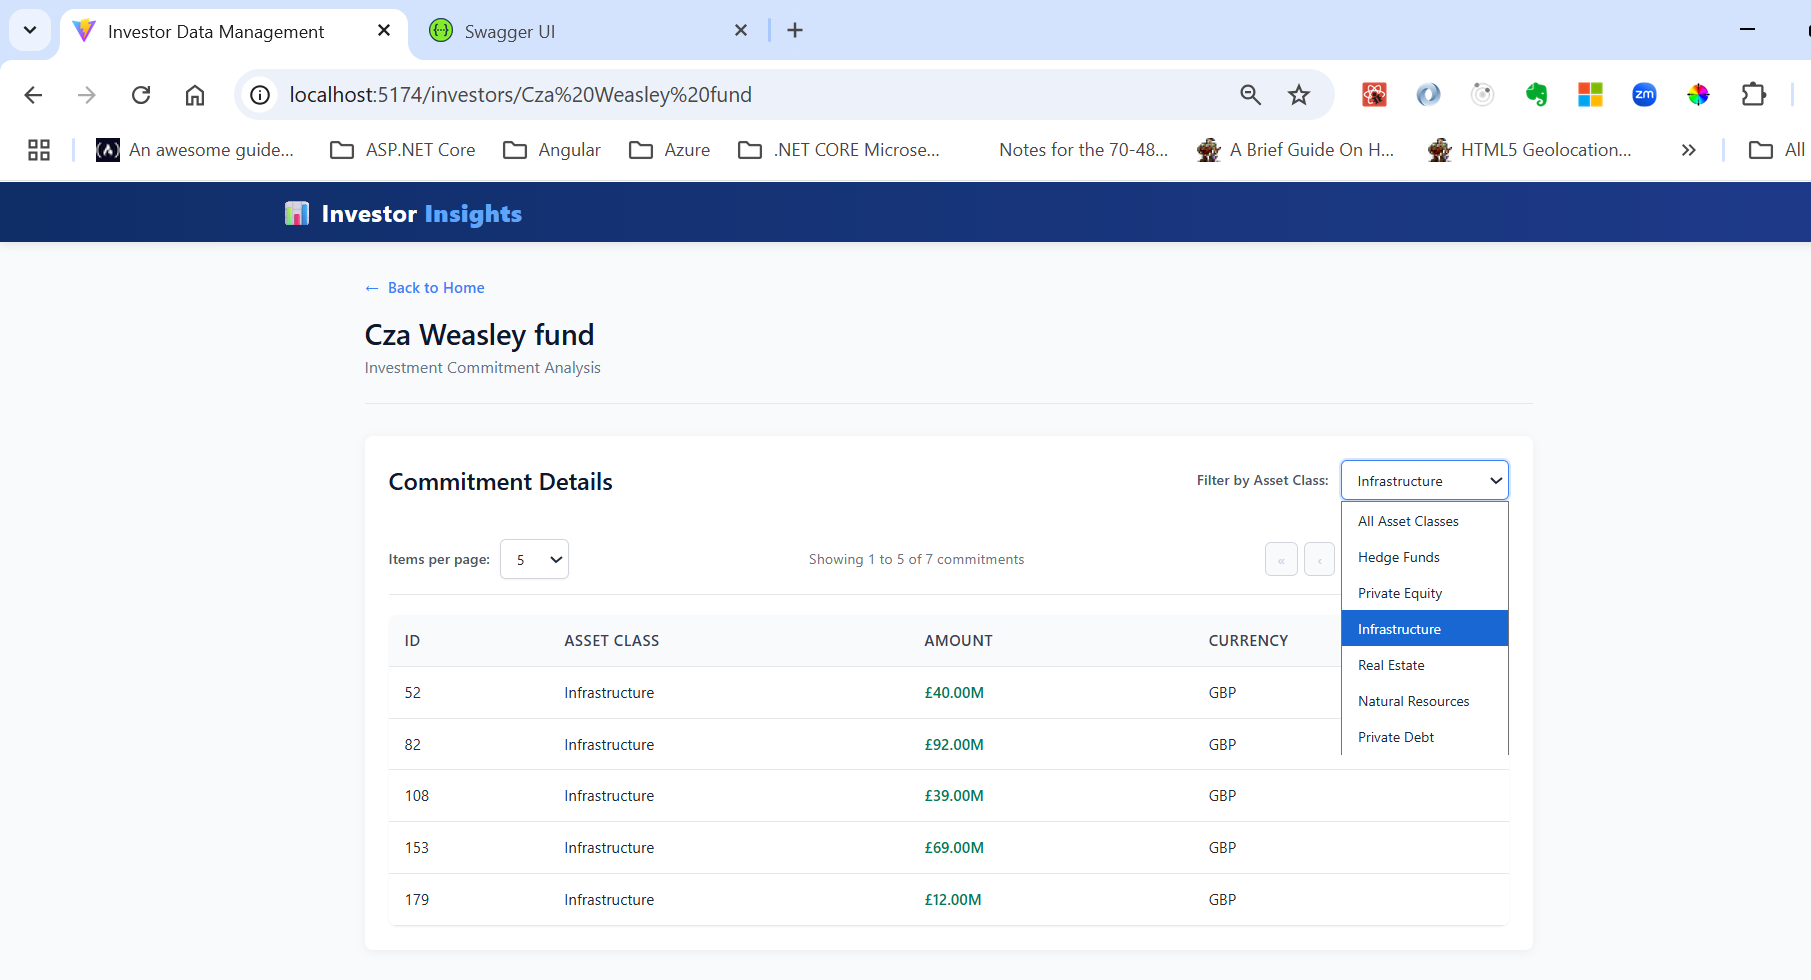 Investor Data Management
Swagger UI
localhost:5174/investors/Cza%20Weasley%20fund
zm
An awesome guide...
ASP.NET Core
Angular
Azure
.NET CORE Microse...
Notes for the 70-48...
A Brief Guide On H...
HTML5 Geolocation...
»
All
Investor Insights
← Back to Home
Cza Weasley fund
Investment Commitment Analysis
Commitment Details
Filter by Asset Class:
Infrastructure
All Asset Classes
Hedge Funds
Private Equity
Infrastructure
Real Estate
Natural Resources
Private Debt
Items per page: 5
Showing 1 to 5 of 7 commitments
« ‹
ID ASSET CLASS AMOUNT CURRENCY
52 Infrastructure £40.00M GBP
82 Infrastructure £92.00M GBP
108 Infrastructure £39.00M GBP
153 Infrastructure £69.00M GBP
179 Infrastructure £12.00M GBP